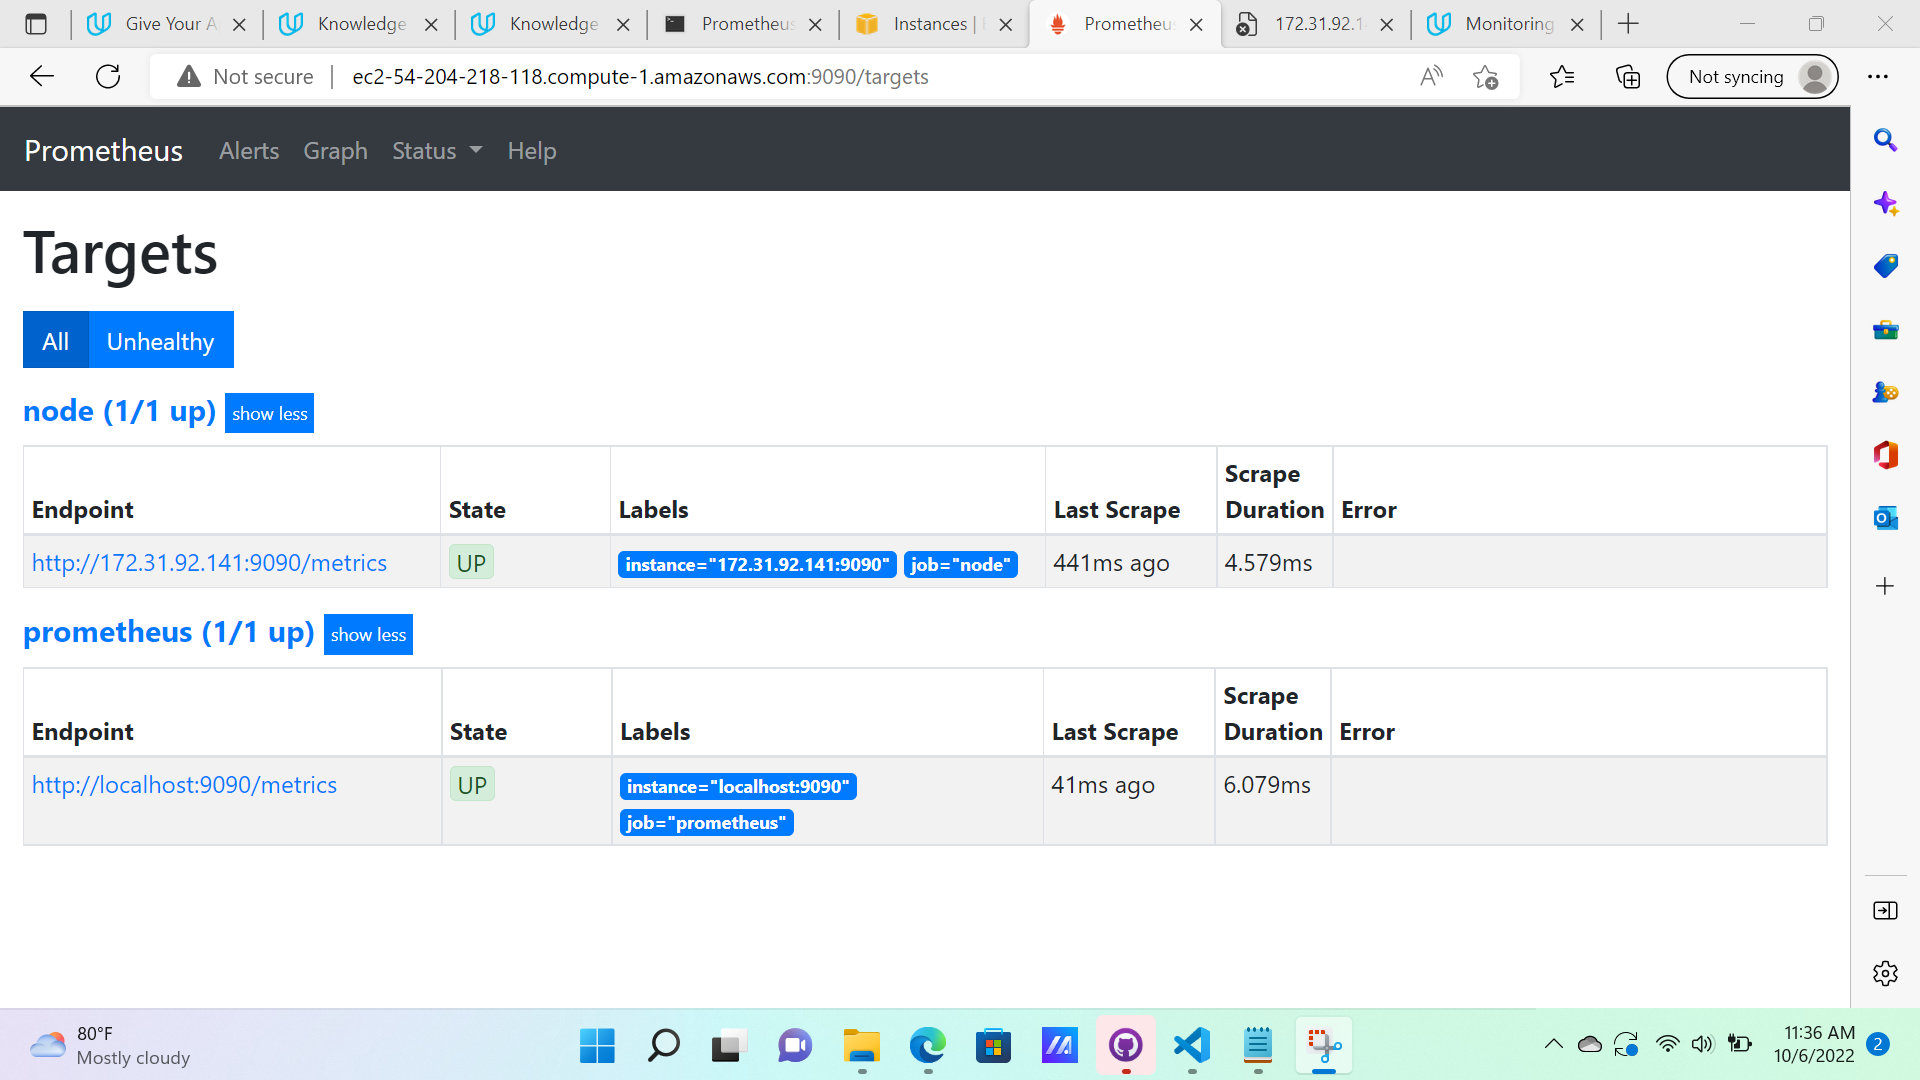 Give Your A
Knowledge
Knowledge
Prometheus
Instances |
Prometheus
172.31.92.1
Monitoring
Not secure
ec2-54-204-218-118.compute-1.amazonaws.com:9090/targets
Not syncing
Prometheus
Alerts
Graph
Status
Help
Targets
All
Unhealthy
node (1/1 up)
show less
Endpoint
State
Labels
Last Scrape
Scrape
Duration
Error
http://172.31.92.141:9090/metrics
UP
instance="172.31.92.141:9090"
job="node"
441ms ago
4.579ms
prometheus (1/1 up)
show less
Endpoint
State
Labels
Last Scrape
Scrape
Duration
Error
http://localhost:9090/metrics
UP
instance="localhost:9090"
job="prometheus"
41ms ago
6.079ms
80°F
Mostly cloudy
11:36 AM
10/6/2022
2